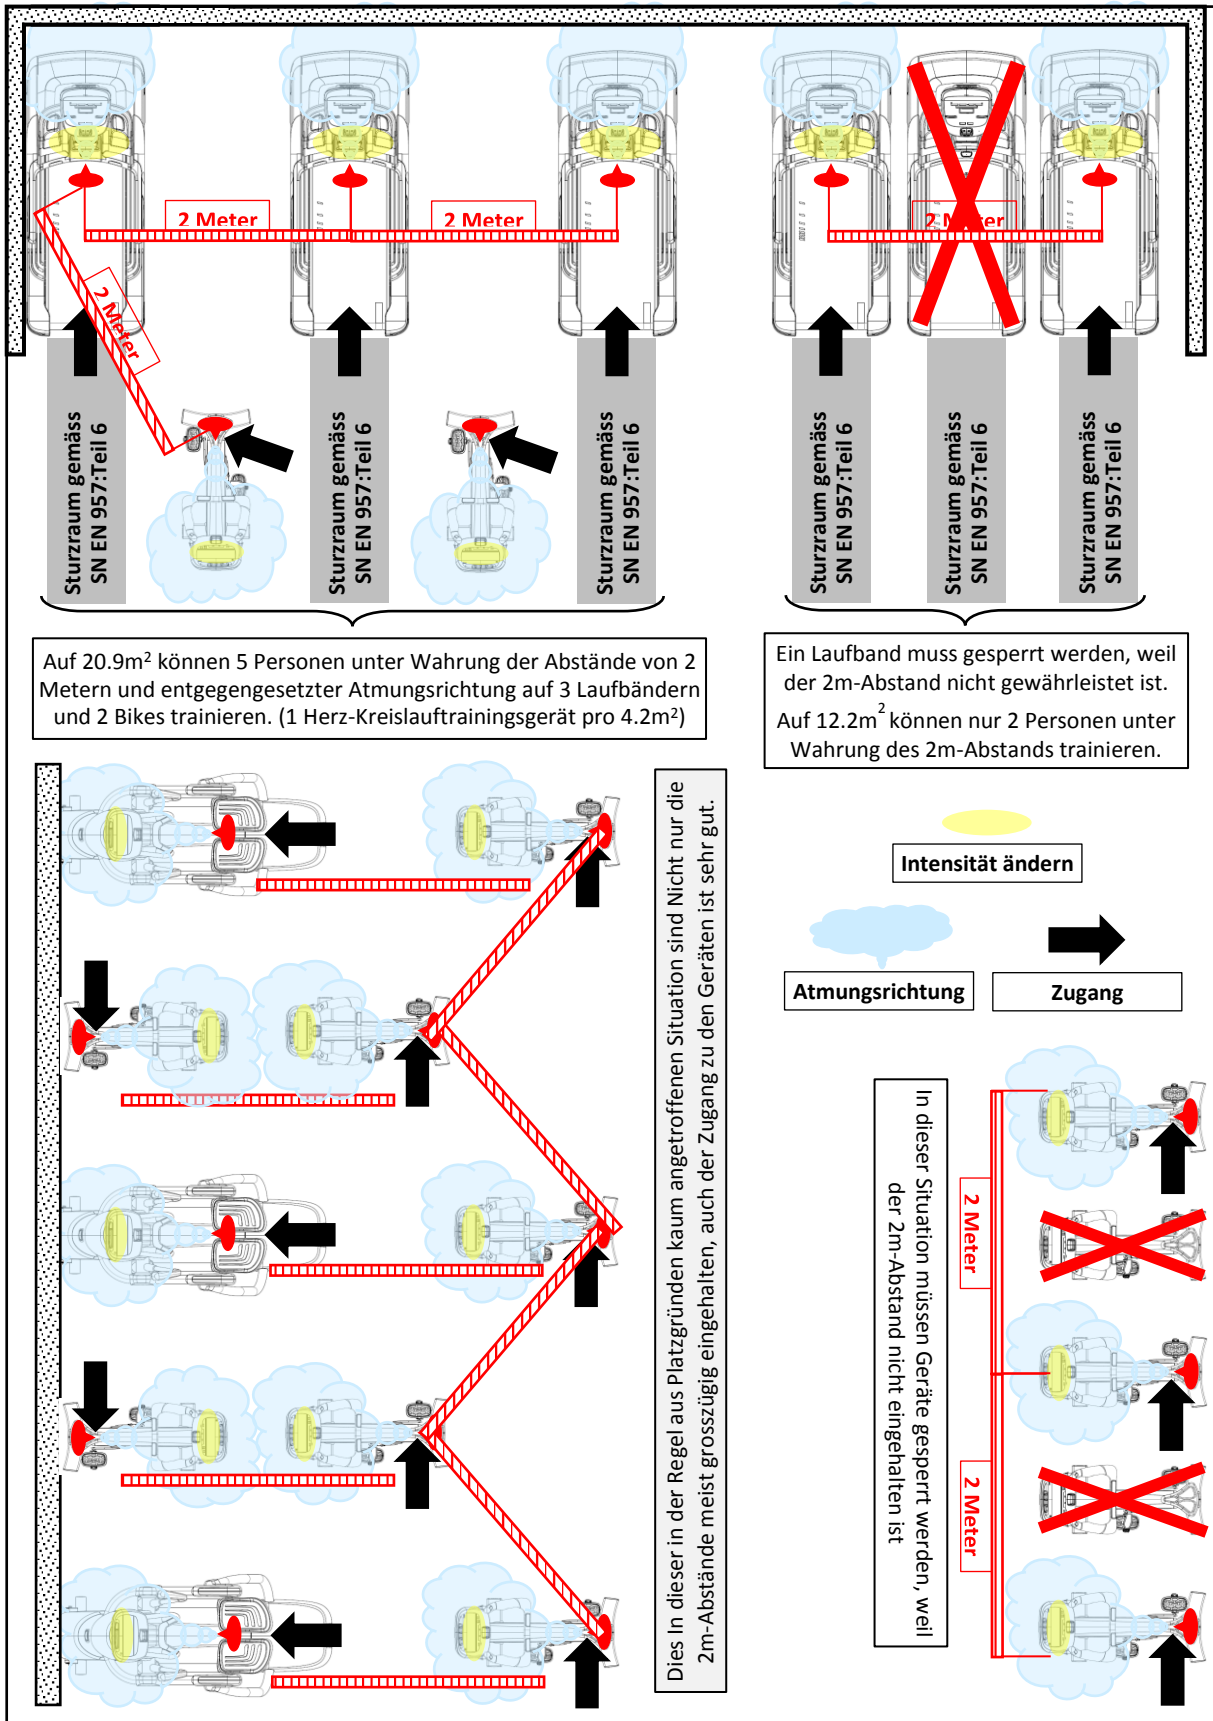 2 Meter
2 Meter
2 Meter
2 Meter
Sturzraum gemäss
SN EN 957:Teil 6
Sturzraum gemäss
SN EN 957:Teil 6
Sturzraum gemäss
SN EN 957:Teil 6
Sturzraum gemäss
SN EN 957:Teil 6
Sturzraum gemäss
SN EN 957:Teil 6
Sturzraum gemäss
SN EN 957:Teil 6
Auf 20.9m² können 5 Personen unter Wahrung der Abstände von 2
Metern und entgegengesetzter Atmungsrichtung auf 3 Laufbändern
und 2 Bikes trainieren. (1 Herz-Kreislauftrainingsgerät pro 4.2m²)
Ein Laufband muss gesperrt werden, weil
der 2m-Abstand nicht gewährleistet ist.
Auf 12.2m² können nur 2 Personen unter
Wahrung des 2m-Abstands trainieren.
Dies In dieser in der Regel aus Platzgründen kaum angetroffenen Situation sind Nicht nur die
2m-Abstände meist grosszügig eingehalten, auch der Zugang zu den Geräten ist sehr gut.
Intensität ändern
Atmungsrichtung
Zugang
In dieser Situation müssen Geräte gesperrt werden, weil
der 2m-Abstand nicht eingehalten ist
2 Meter
2 Meter